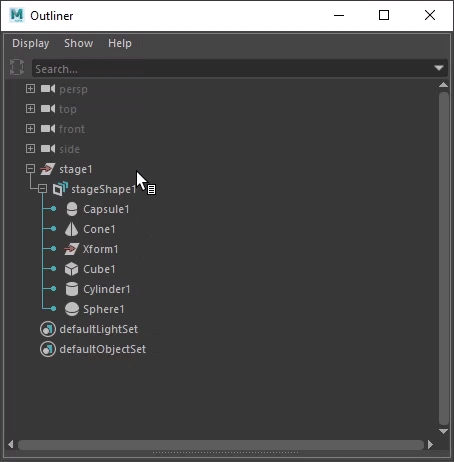 Outliner
Display Show Help
Search...
persp
top
front
side
stage1
stageShape1
Capsule1
Cone1
Xform1
Cube1
Cylinder1
Sphere1
defaultLightSet
defaultObjectSet